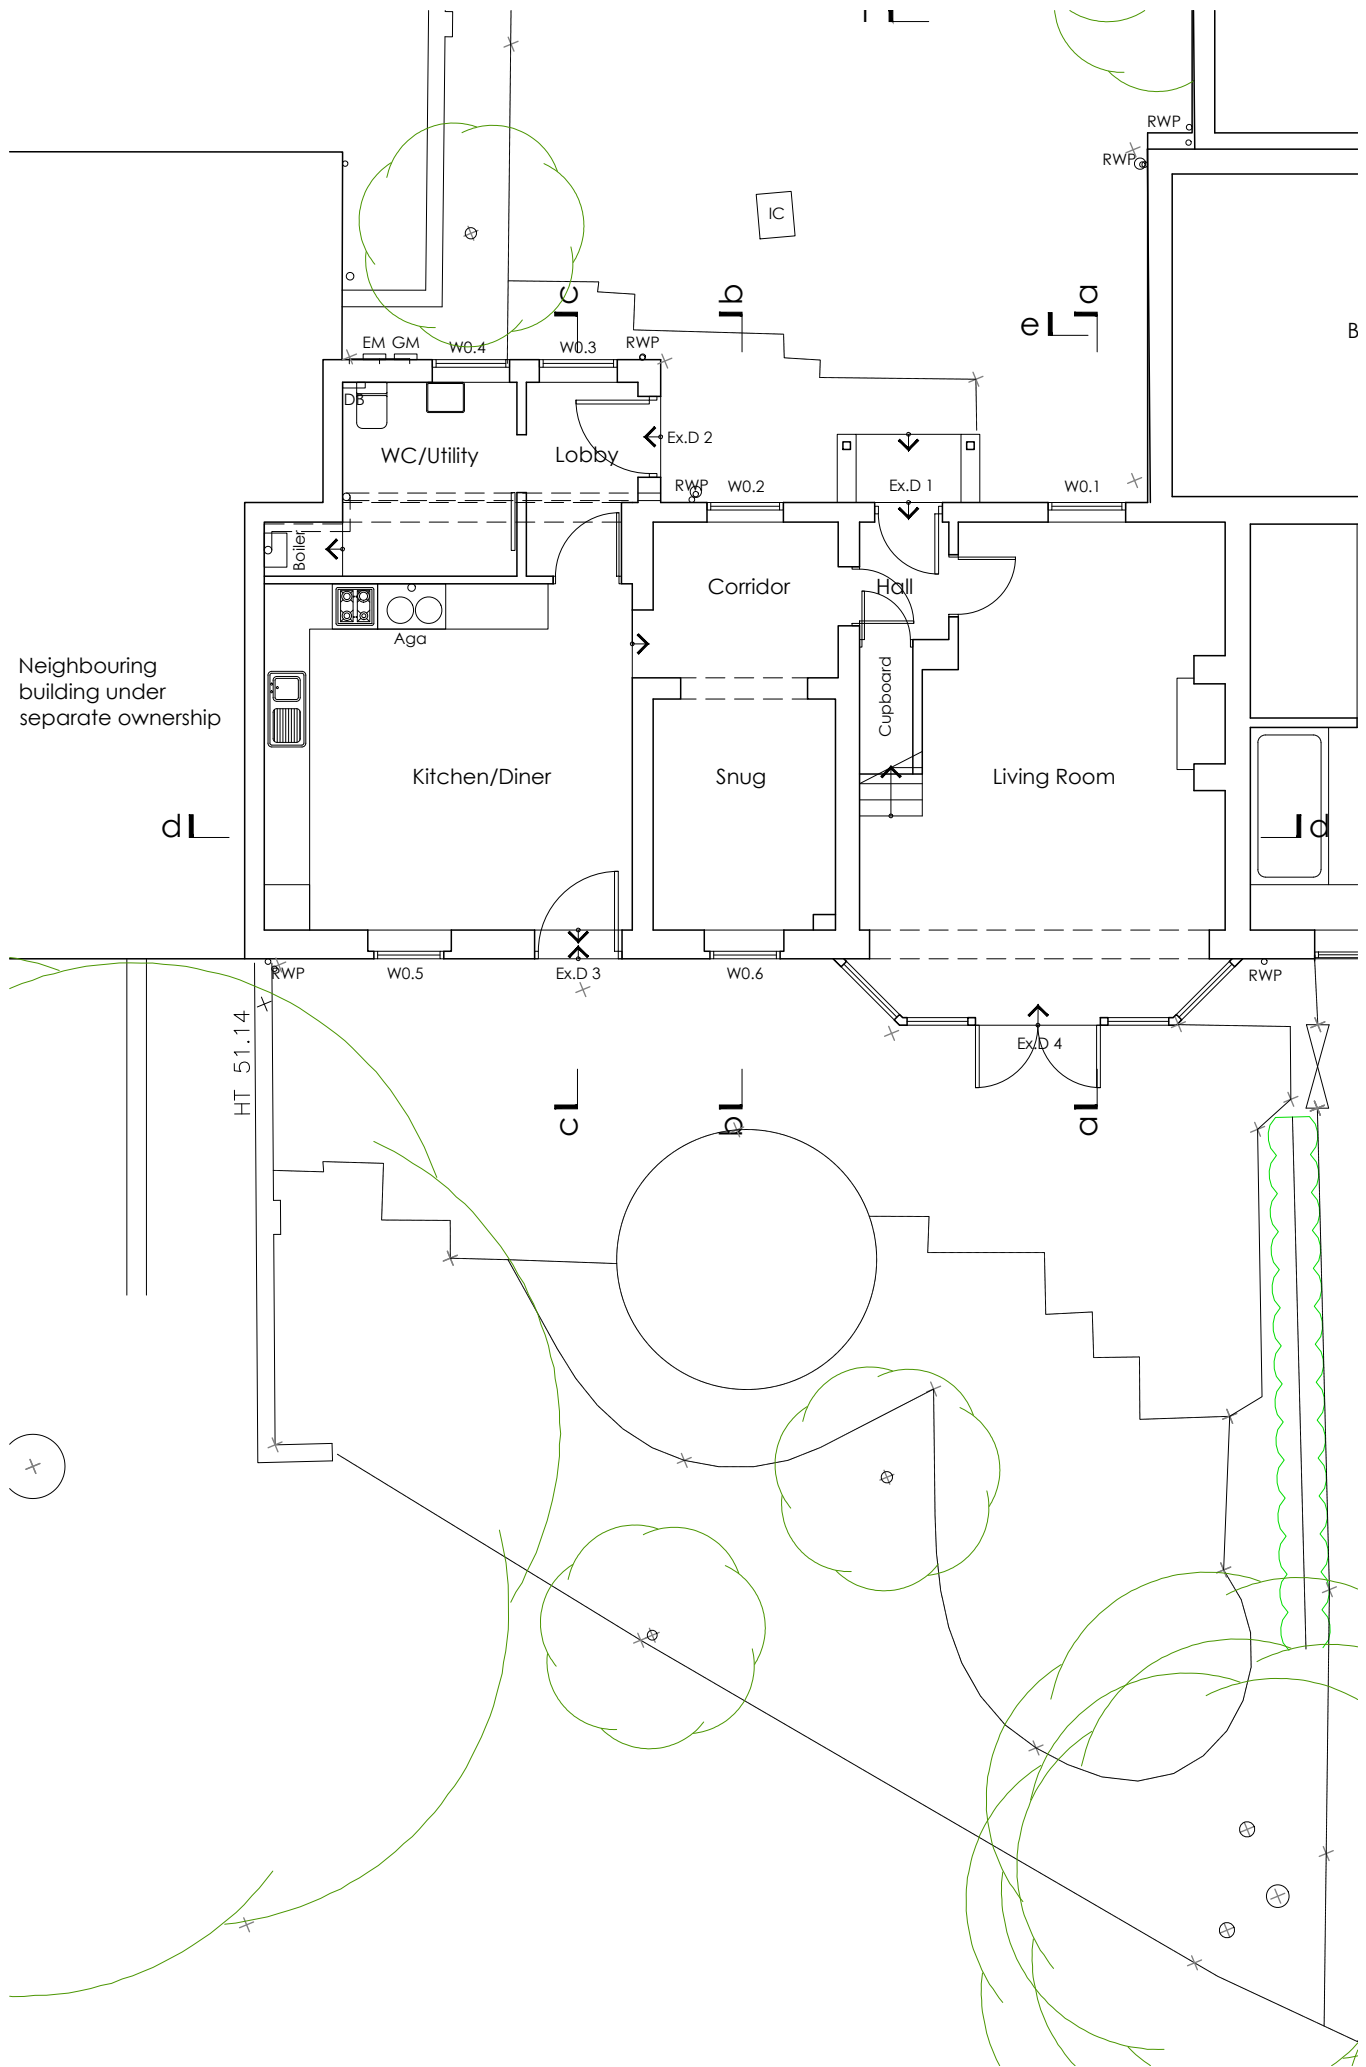 RWP
RWP
IC
c
b
a
e
B
EM GM
W0.4
W0.3
RWP
DB
WC/Utility
Lobby
Ex.D 2
RWP
W0.2
Ex.D 1
W0.1
Boiler
Corridor
Hall
Aga
Neighbouring
building under
separate ownership
Cupboard
Kitchen/Diner
Snug
Living Room
d
d
RWP
W0.5
Ex.D 3
W0.6
RWP
HT 51.14
Ex.D 4
c
b
a